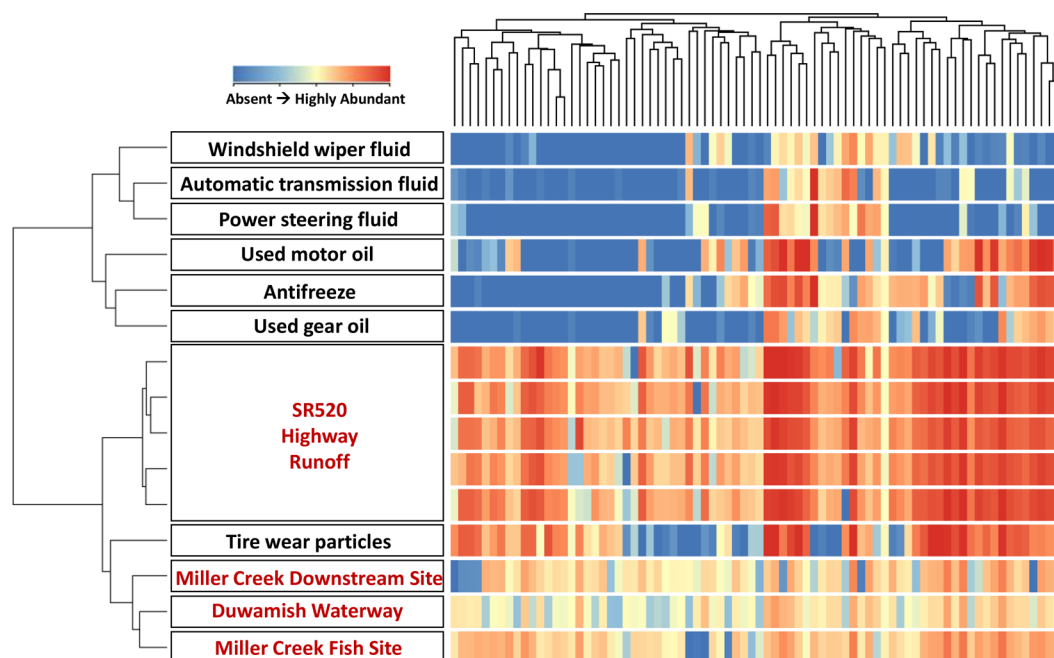 Absent → Highly Abundant
Windshield wiper fluid
Automatic transmission fluid
Power steering fluid
Used motor oil
Antifreeze
Used gear oil
SR520
Highway
Runoff
Tire wear particles
Miller Creek Downstream Site
Duwamish Waterway
Miller Creek Fish Site